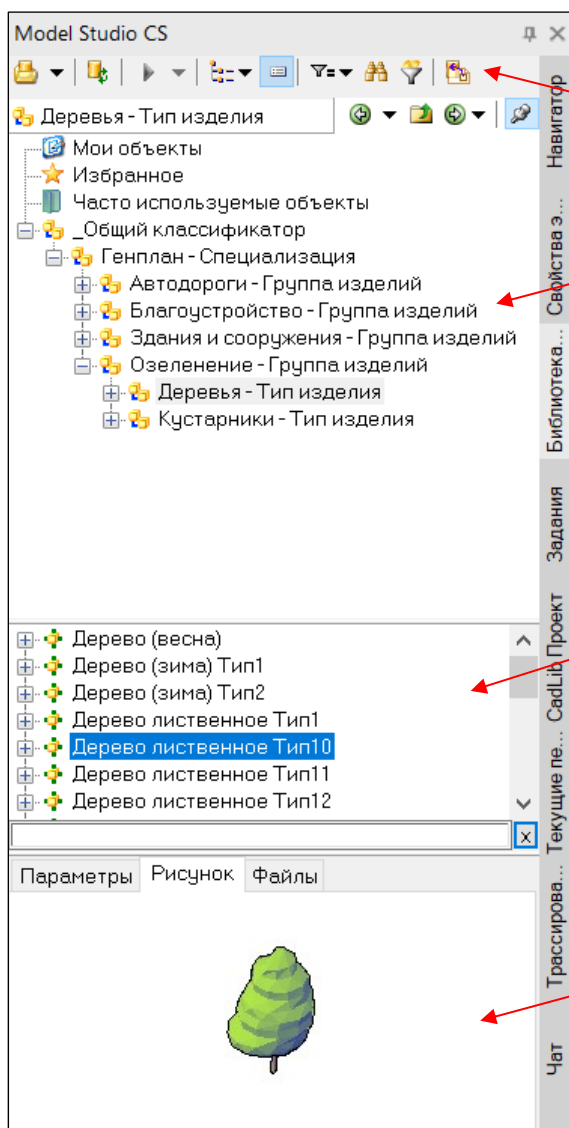 Model Studio CS
Деревья - Тип изделия
Мои объекты
Избранное
Часто используемые объекты
_Общий классификатор
Генплан - Специализация
Автодороги - Группа изделий
Благоустройство - Группа изделий
Здания и сооружения - Группа изделий
Озеленение - Группа изделий
Деревья - Тип изделия
Кустарники - Тип изделия
Дерево (весна)
Дерево (зима) Тип1
Дерево (зима) Тип2
Дерево лиственное Тип1
Дерево лиственное Тип10
Дерево лиственное Тип11
Дерево лиственное Тип12
x
Параметры Рисунок Файлы
Навигатор
Свойства э...
Библиотека...
Задания
CadLib Проект
Текущие пе...
Трассирова...
Чат